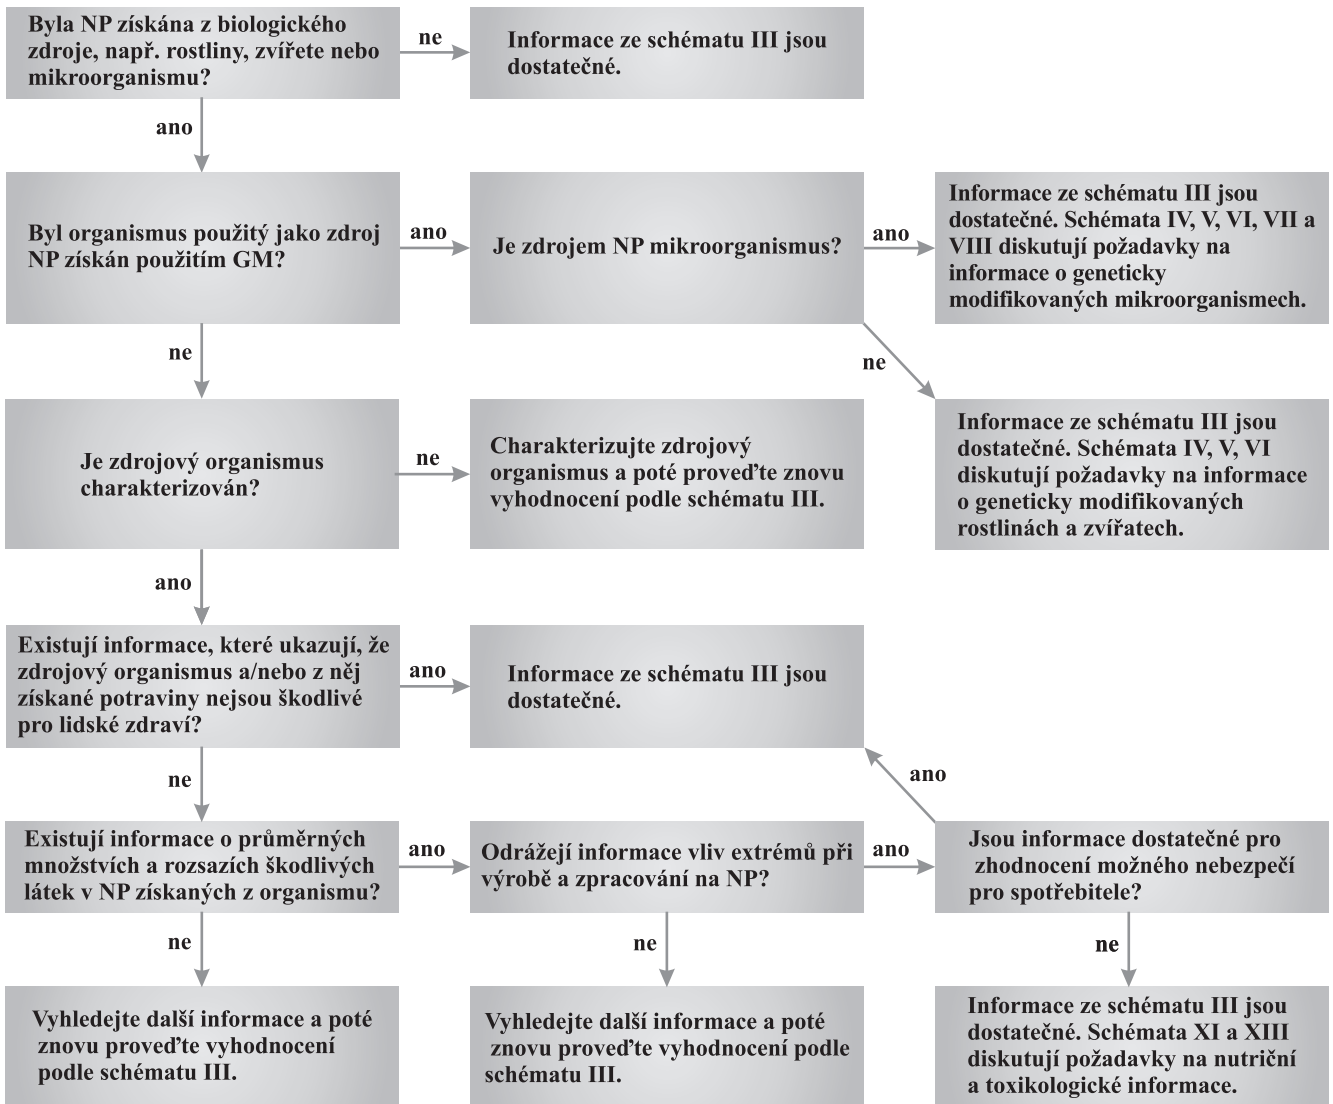 Byla NP získána z biologického
zdroje, např. rostliny, zvířete nebo
mikroorganismu?
ne
Informace ze schématu III jsou
dostatečné.
ano
Byl organismus použitý jako zdroj
NP získán použitím GM?
ano
Je zdrojem NP mikroorganismus?
ano
Informace ze schématu III jsou
dostatečné. Schémata IV, V, VI, VII a
VIII diskutují požadavky na
informace o geneticky
modifikovaných mikroorganismech.
ne
ne
Je zdrojový organismus
charakterizován?
ne
Charakterizujte zdrojový
organismus a poté proveďte znovu
vyhodnocení podle schématu III.
Informace ze schématu III jsou
dostatečné. Schémata IV, V, VI
diskutují požadavky na informace
o geneticky modifikovaných
rostlinách a zvířatech.
ano
Existují informace, které ukazují, že
zdrojový organismus a/nebo z něj
získané potraviny nejsou škodlivé
pro lidské zdraví?
ano
Informace ze schématu III jsou
dostatečné.
ne
ano
Existují informace o průměrných
množstvích a rozsazích škodlivých
látek v NP získaných z organismu?
ano
Odrážejí informace vliv extrémů při
výrobě a zpracování na NP?
ano
Jsou informace dostatečné pro
zhodnocení možného nebezpečí
pro spotřebitele?
ne
ne
ne
Vyhledejte další informace a poté
znovu proveďte vyhodnocení
podle schématu III.
Vyhledejte další informace a poté
znovu proveďte vyhodnocení podle
schématu III.
Informace ze schématu III jsou
dostatečné. Schémata XI a XIII
diskutují požadavky na nutriční
a toxikologické informace.